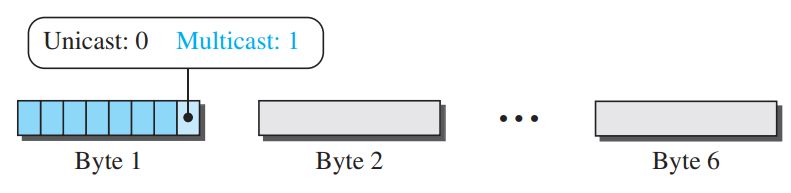 Unicast: 0 Multicast: 1
•••
Byte 1 Byte 2 Byte 6